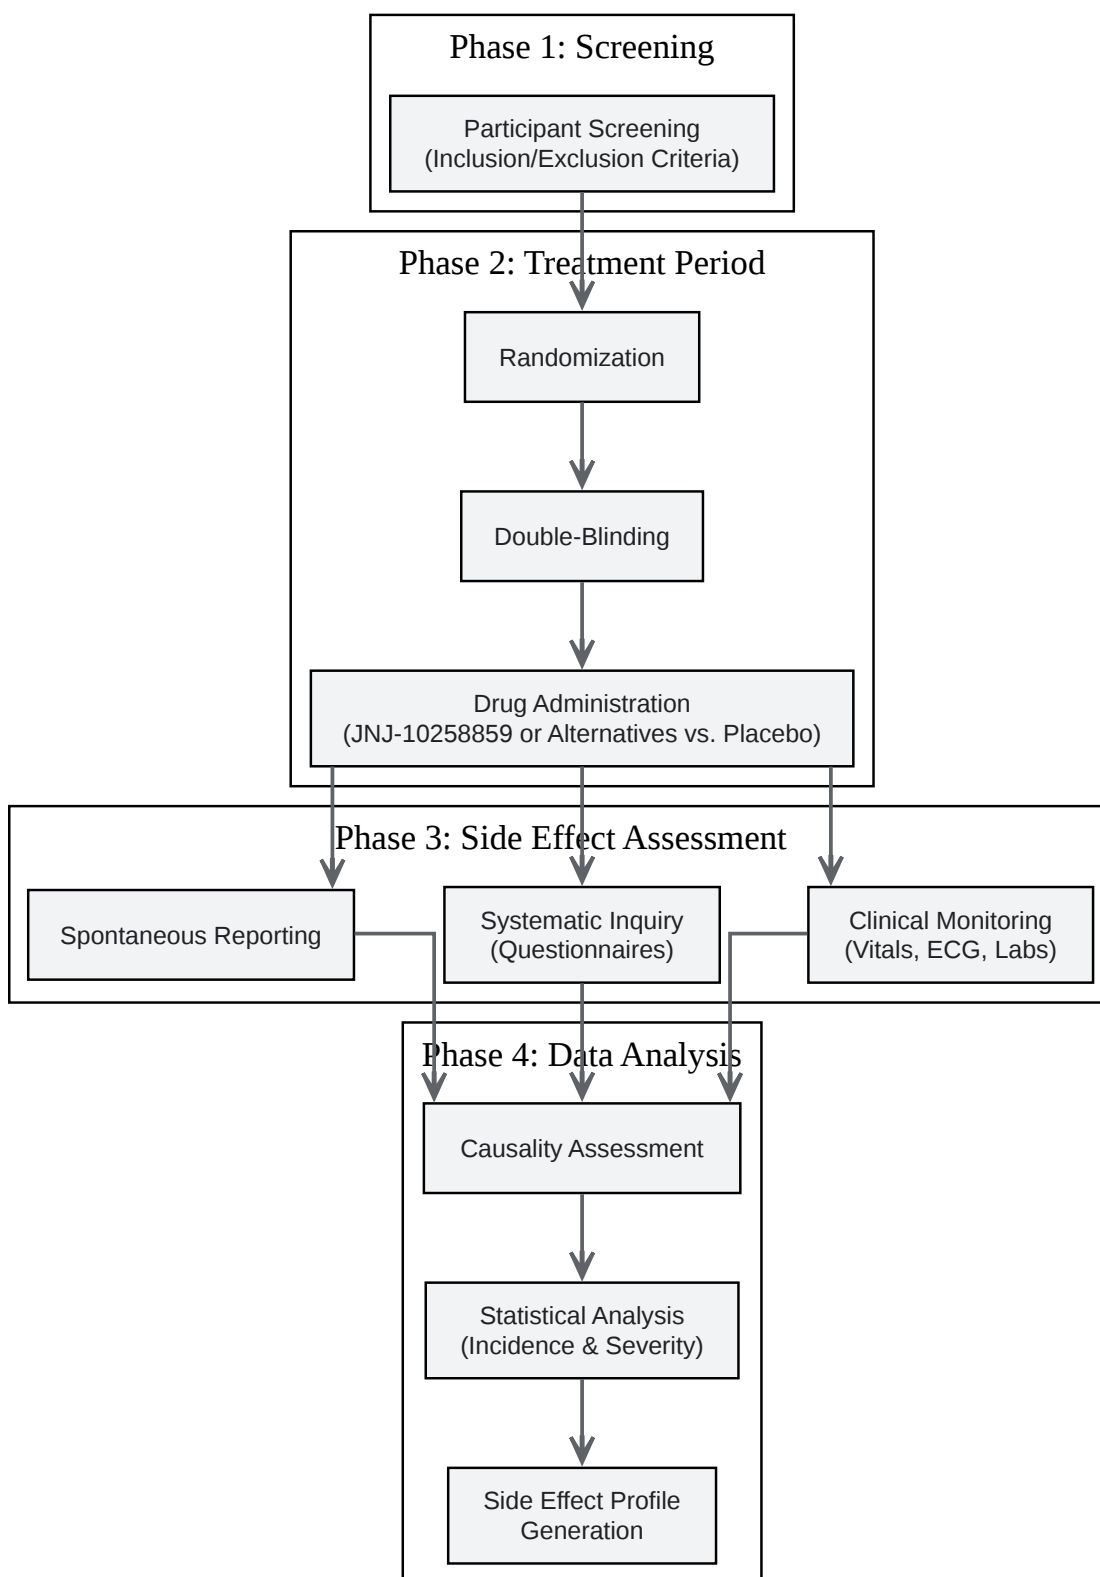 Phase 1: Screening
Participant Screening
(Inclusion/Exclusion Criteria)
Phase 2: Treatment Period
Randomization
Double-Blinding
Drug Administration
(JNJ-10258859 or Alternatives vs. Placebo)
Phase 3: Side Effect Assessment
Spontaneous Reporting
Systematic Inquiry
(Questionnaires)
Clinical Monitoring
(Vitals, ECG, Labs)
Phase 4: Data Analysis
Causality Assessment
Statistical Analysis
(Incidence & Severity)
Side Effect Profile
Generation